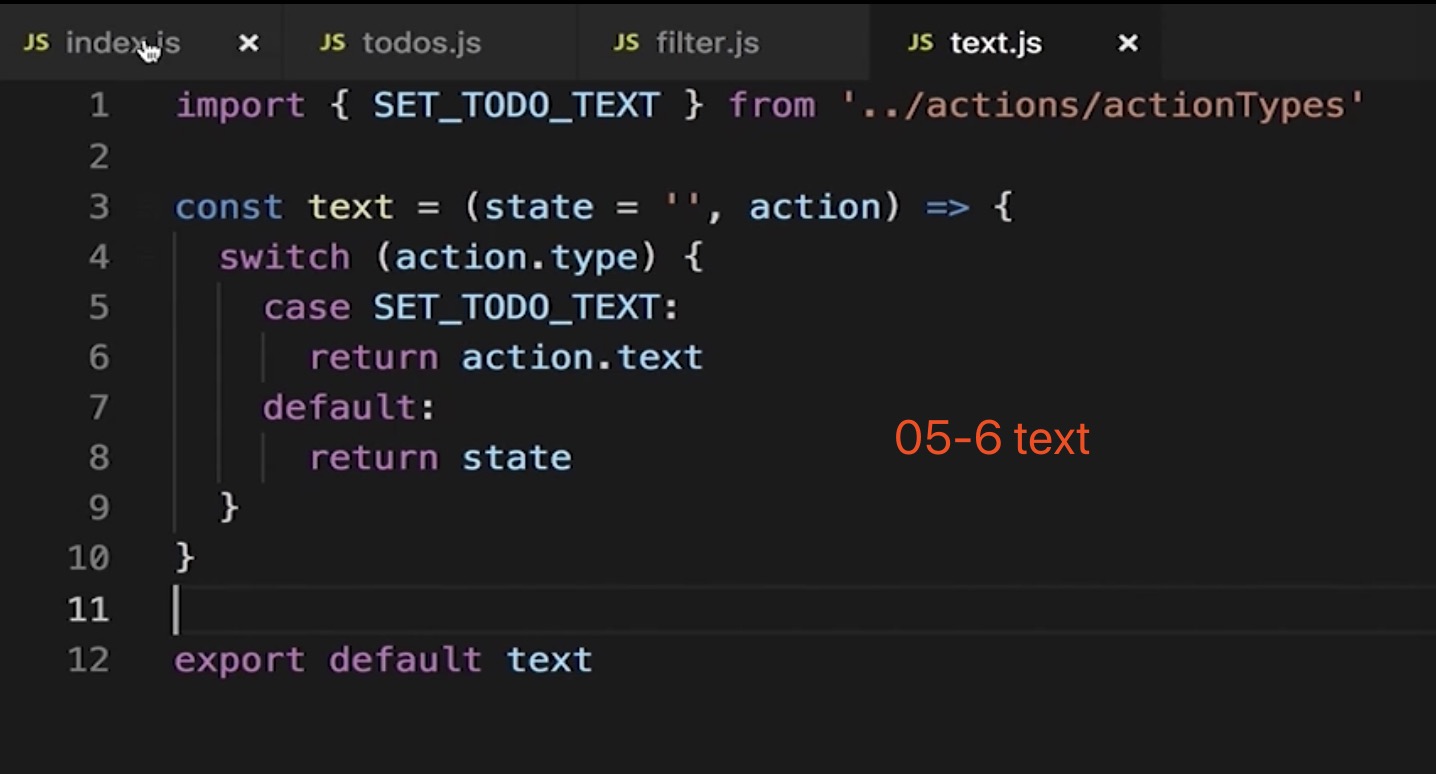 JS index.js × JS todos.js JS filter.js JS text.js ×
1 import { SET_TODO_TEXT } from '../actions/actionTypes'
2
3 const text = (state = '', action) => {
4   switch (action.type) {
5     case SET_TODO_TEXT:
6       return action.text
7     default:
8       return state
9   }
10 }
11
12 export default text
05-6 text